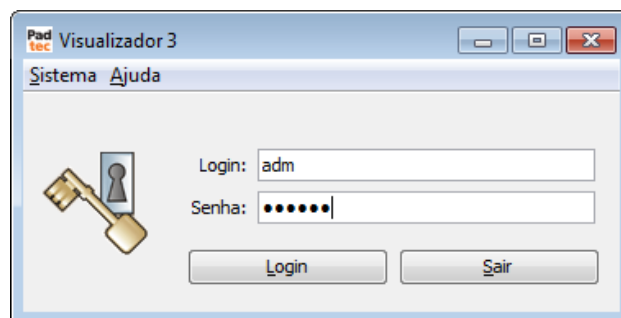 Pad tec Visualizador 3
Sistema Ajuda
Login: adm
Senha: ••••••
Login Sair